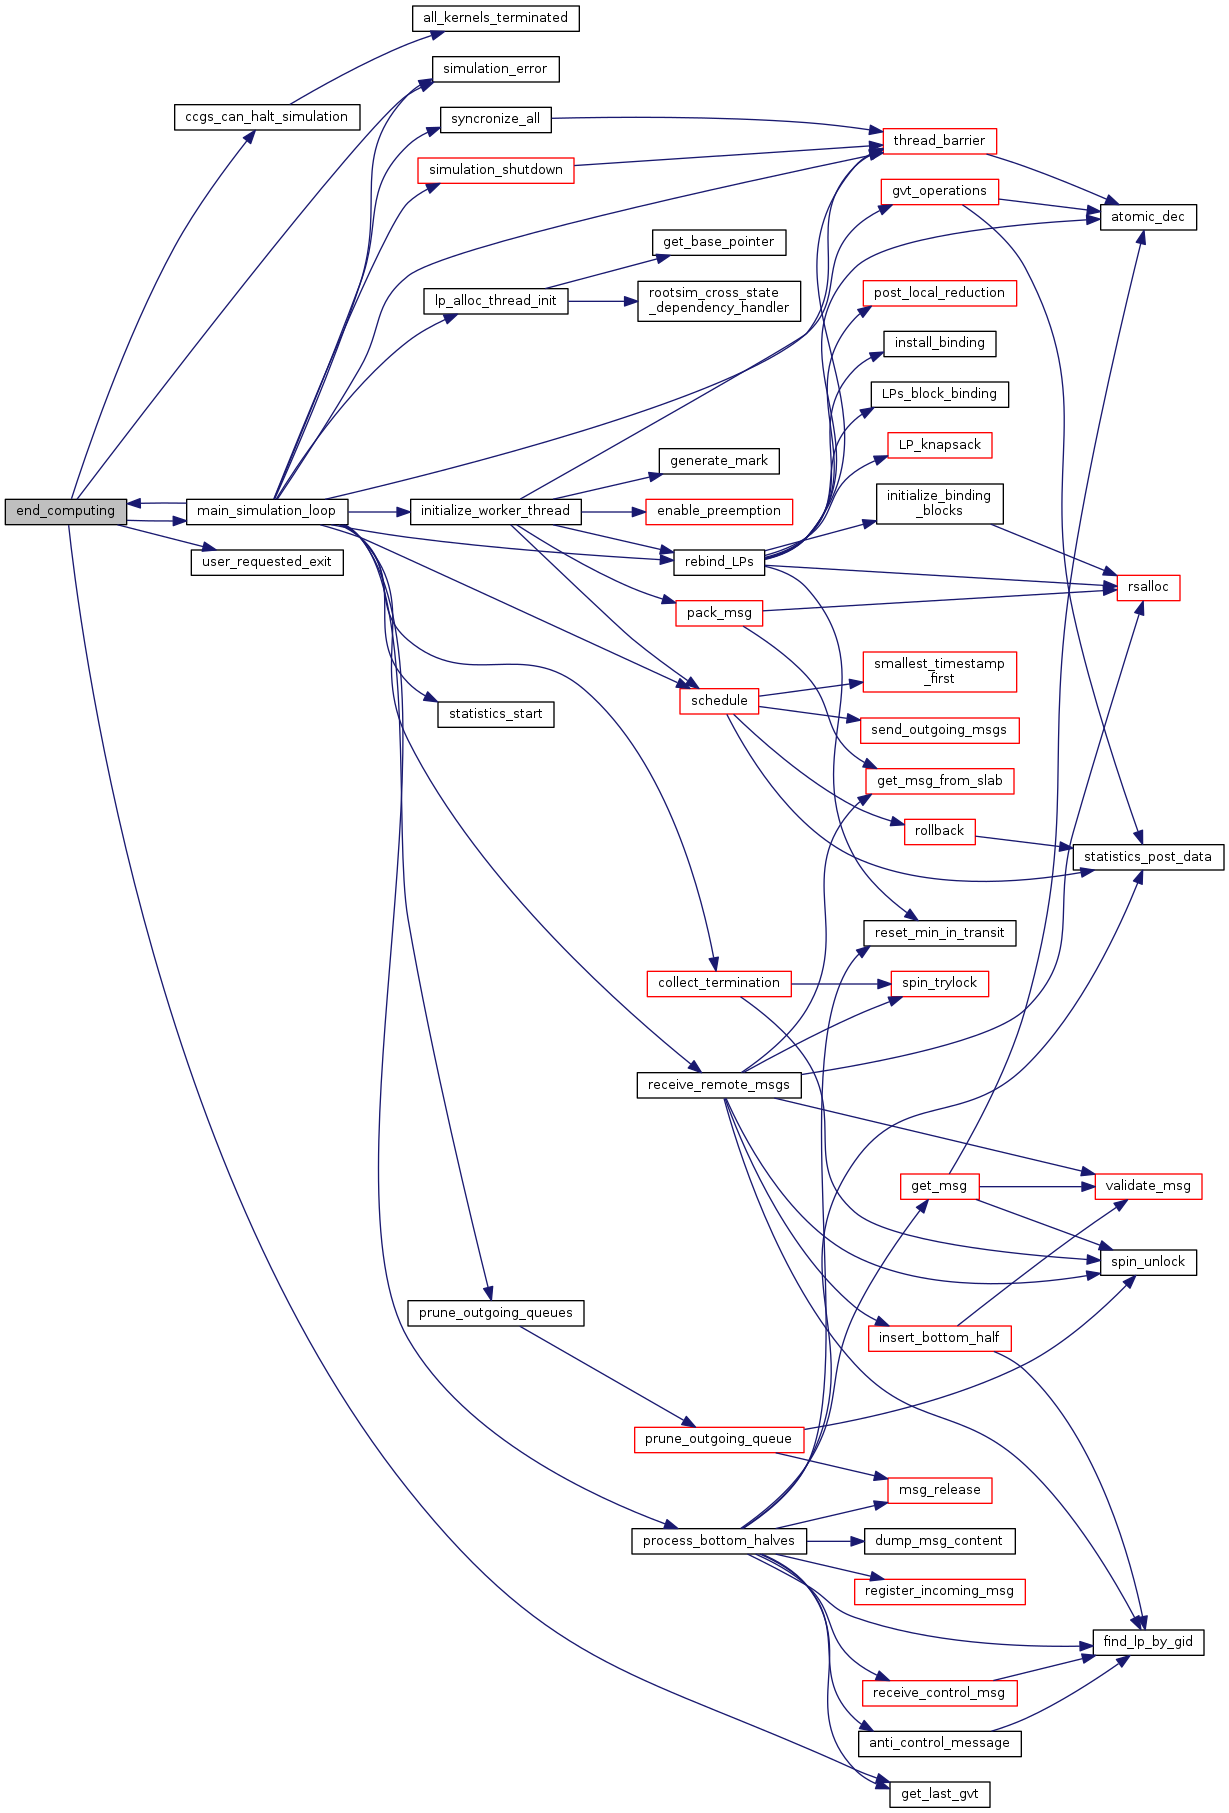 all_kernels_terminated
simulation_error
ccgs_can_halt_simulation
syncronize_all
thread_barrier
simulation_shutdown
gvt_operations
atomic_dec
get_base_pointer
lp_alloc_thread_init
rootsim_cross_state
_dependency_handler
post_local_reduction
install_binding
LPs_block_binding
LP_knapsack
generate_mark
initialize_binding
_blocks
end_computing
main_simulation_loop
initialize_worker_thread
enable_preemption
user_requested_exit
rebind_LPs
rsalloc
pack_msg
smallest_timestamp
_first
schedule
statistics_start
send_outgoing_msgs
get_msg_from_slab
rollback
statistics_post_data
reset_min_in_transit
collect_termination
spin_trylock
receive_remote_msgs
get_msg
validate_msg
spin_unlock
prune_outgoing_queues
insert_bottom_half
prune_outgoing_queue
msg_release
process_bottom_halves
dump_msg_content
register_incoming_msg
find_lp_by_gid
receive_control_msg
anti_control_message
get_last_gvt